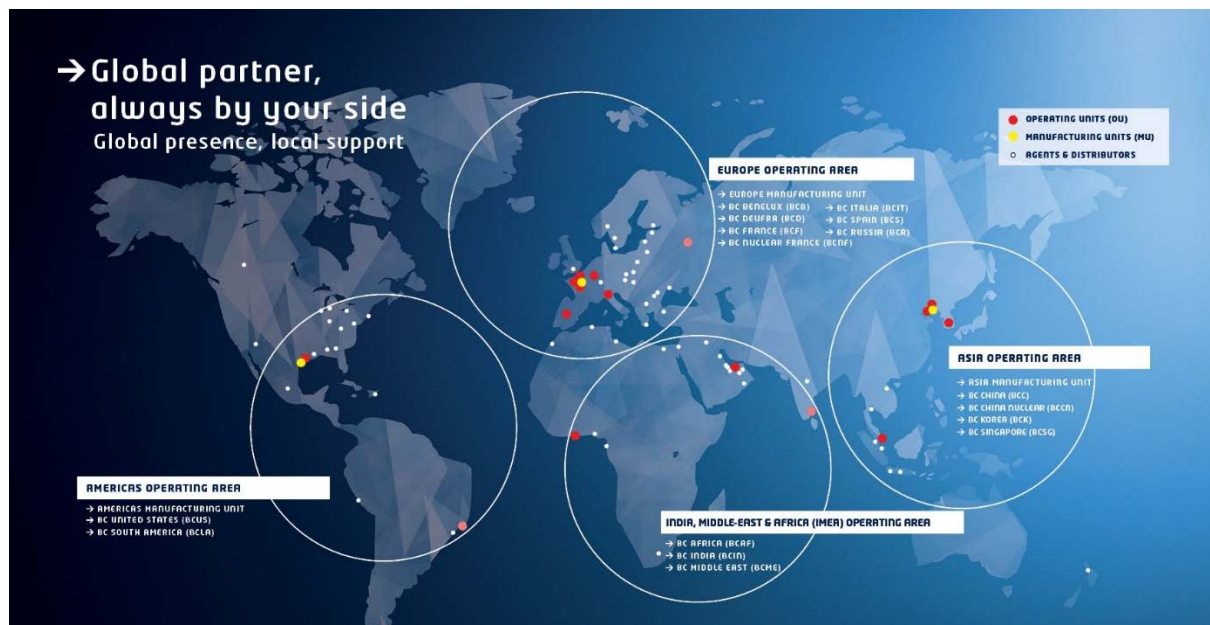 → Global partner,
always by your side
Global presence, local support
OPERATING UNITS (OU)
MANUFACTURING UNITS (MU)
AGENTS & DISTRIBUTORS
EUROPE OPERATING AREA
→ EUROPE MANUFACTURING UNIT
→ BC BENELUX (BCB)
→ BC DEUFRA (BCD)
→ BC FRANCE (BCF)
→ BC NUCLEAR FRANCE (BCNF)
→ BC ITALIA (BCIT)
→ BC SPAIN (BCS)
→ BC RUSSIA (BCR)
ASIA OPERATING AREA
→ ASIA MANUFACTURING UNIT
→ BC CHINA (BCC)
→ BC CHINA NUCLEAR (BCCN)
→ BC KOREA (BCK)
→ BC SINGAPORE (BCSG)
AMERICAS OPERATING AREA
→ AMERICAS MANUFACTURING UNIT
→ BC UNITED STATES (BCUS)
→ BC SOUTH AMERICA (BCLA)
INDIA, MIDDLE-EAST & AFRICA (IMEA) OPERATING AREA
→ BC AFRICA (BCAF)
→ BC INDIA (BCIN)
→ BC MIDDLE EAST (BCME)